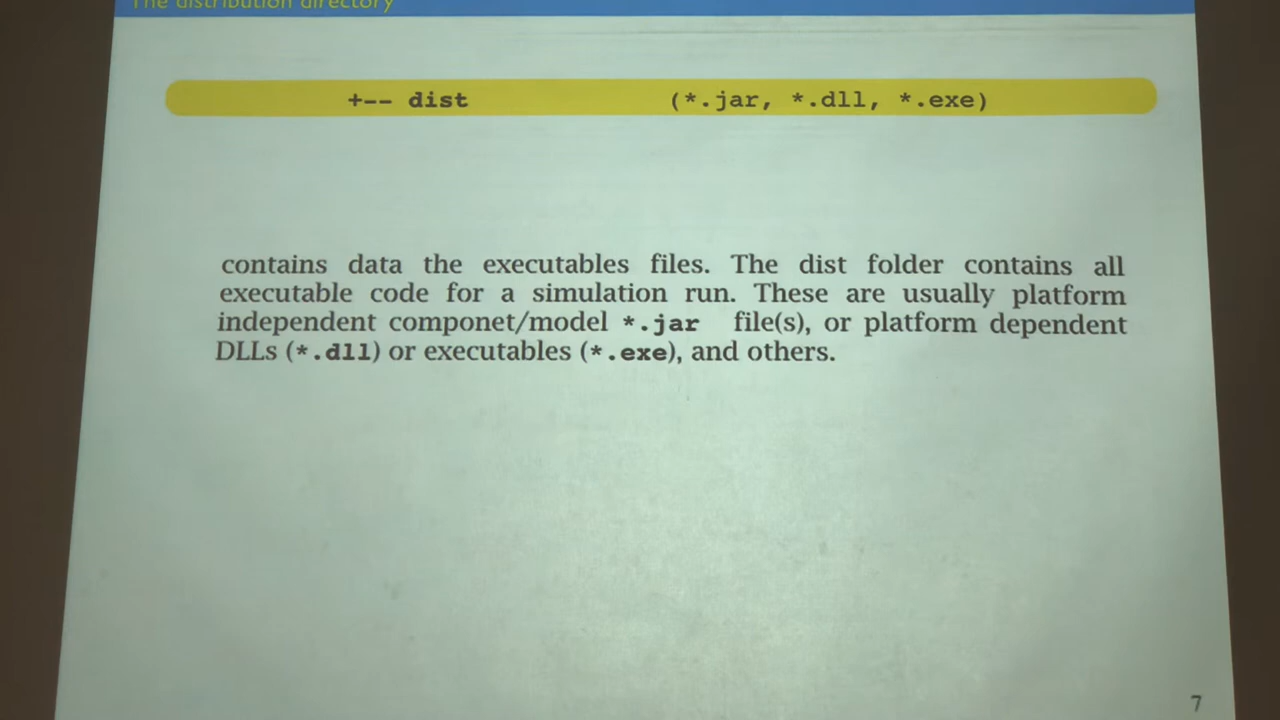 The distribution directory
+-- dist (*.jar, *.dll, *.exe)
contains data the executables files. The dist folder contains all
executable code for a simulation run. These are usually platform
independent componet/model *.jar file(s), or platform dependent
DLLs (*.dll) or executables (*.exe), and others.
7